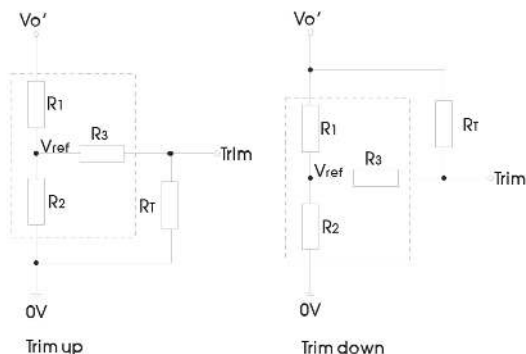 Vo'
R1
R3
Vref
Trim
R2
RT
0V
Trim up
Vo'
R1
RT
R3
Vref
Trim
R2
0V
Trim down